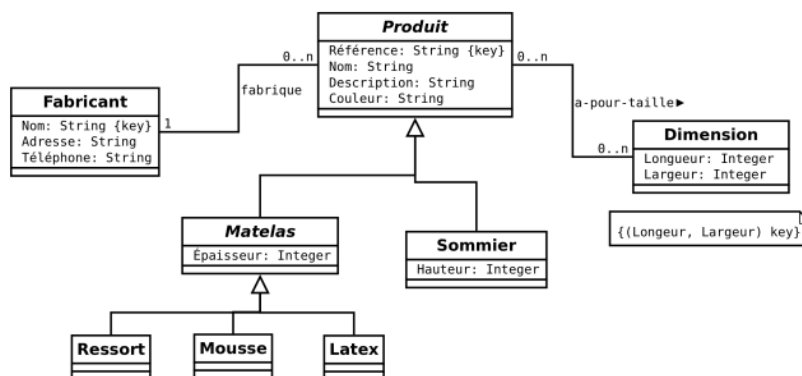 Produit
Référence: String {key}
Nom: String
Description: String
Couleur: String
0..n
0..n
fabrique
a-pour-taille►
Fabricant
Nom: String {key}
Adresse: String
Téléphone: String
1
0..n
Dimension
Longueur: Integer
Largeur: Integer
{(Longeur, Largeur) key}
Matelas
Épaisseur: Integer
Sommier
Hauteur: Integer
Ressort
Mousse
Latex